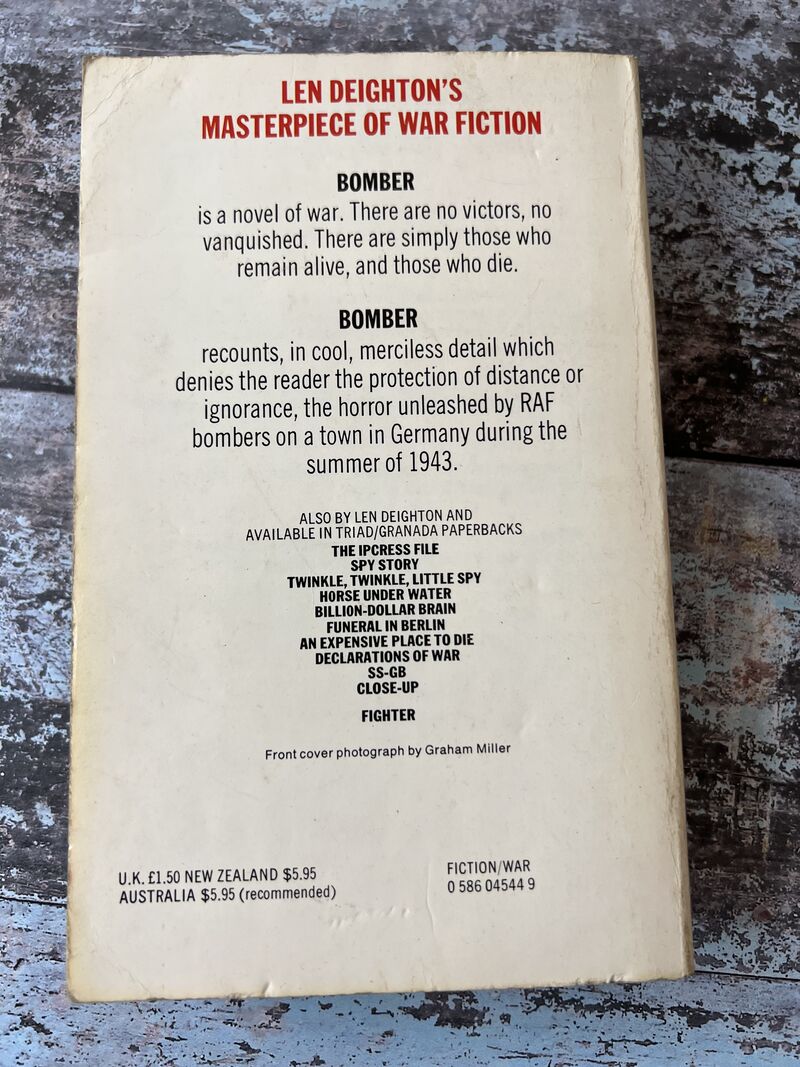 LEN DEIGHTON'S
MASTERPIECE OF WAR FICTION
BOMBER
is a novel of war. There are no victors, no
vanquished. There are simply those who
remain alive, and those who die.
BOMBER
recounts, in cool, merciless detail which
denies the reader the protection of distance or
ignorance, the horror unleashed by RAF
bombers on a town in Germany during the
summer of 1943.
ALSO BY LEN DEIGHTON AND
AVAILABLE IN TRIAD/GRANADA PAPERBACKS
THE IPCRESS FILE
SPY STORY
TWINKLE, TWINKLE, LITTLE SPY
HORSE UNDER WATER
BILLION-DOLLAR BRAIN
FUNERAL IN BERLIN
AN EXPENSIVE PLACE TO DIE
DECLARATIONS OF WAR
SS-GB
CLOSE-UP
FIGHTER
Front cover photograph by Graham Miller
U.K. £1.50 NEW ZEALAND $5.95
AUSTRALIA $5.95 (recommended)
FICTION/WAR
0 586 04544 9